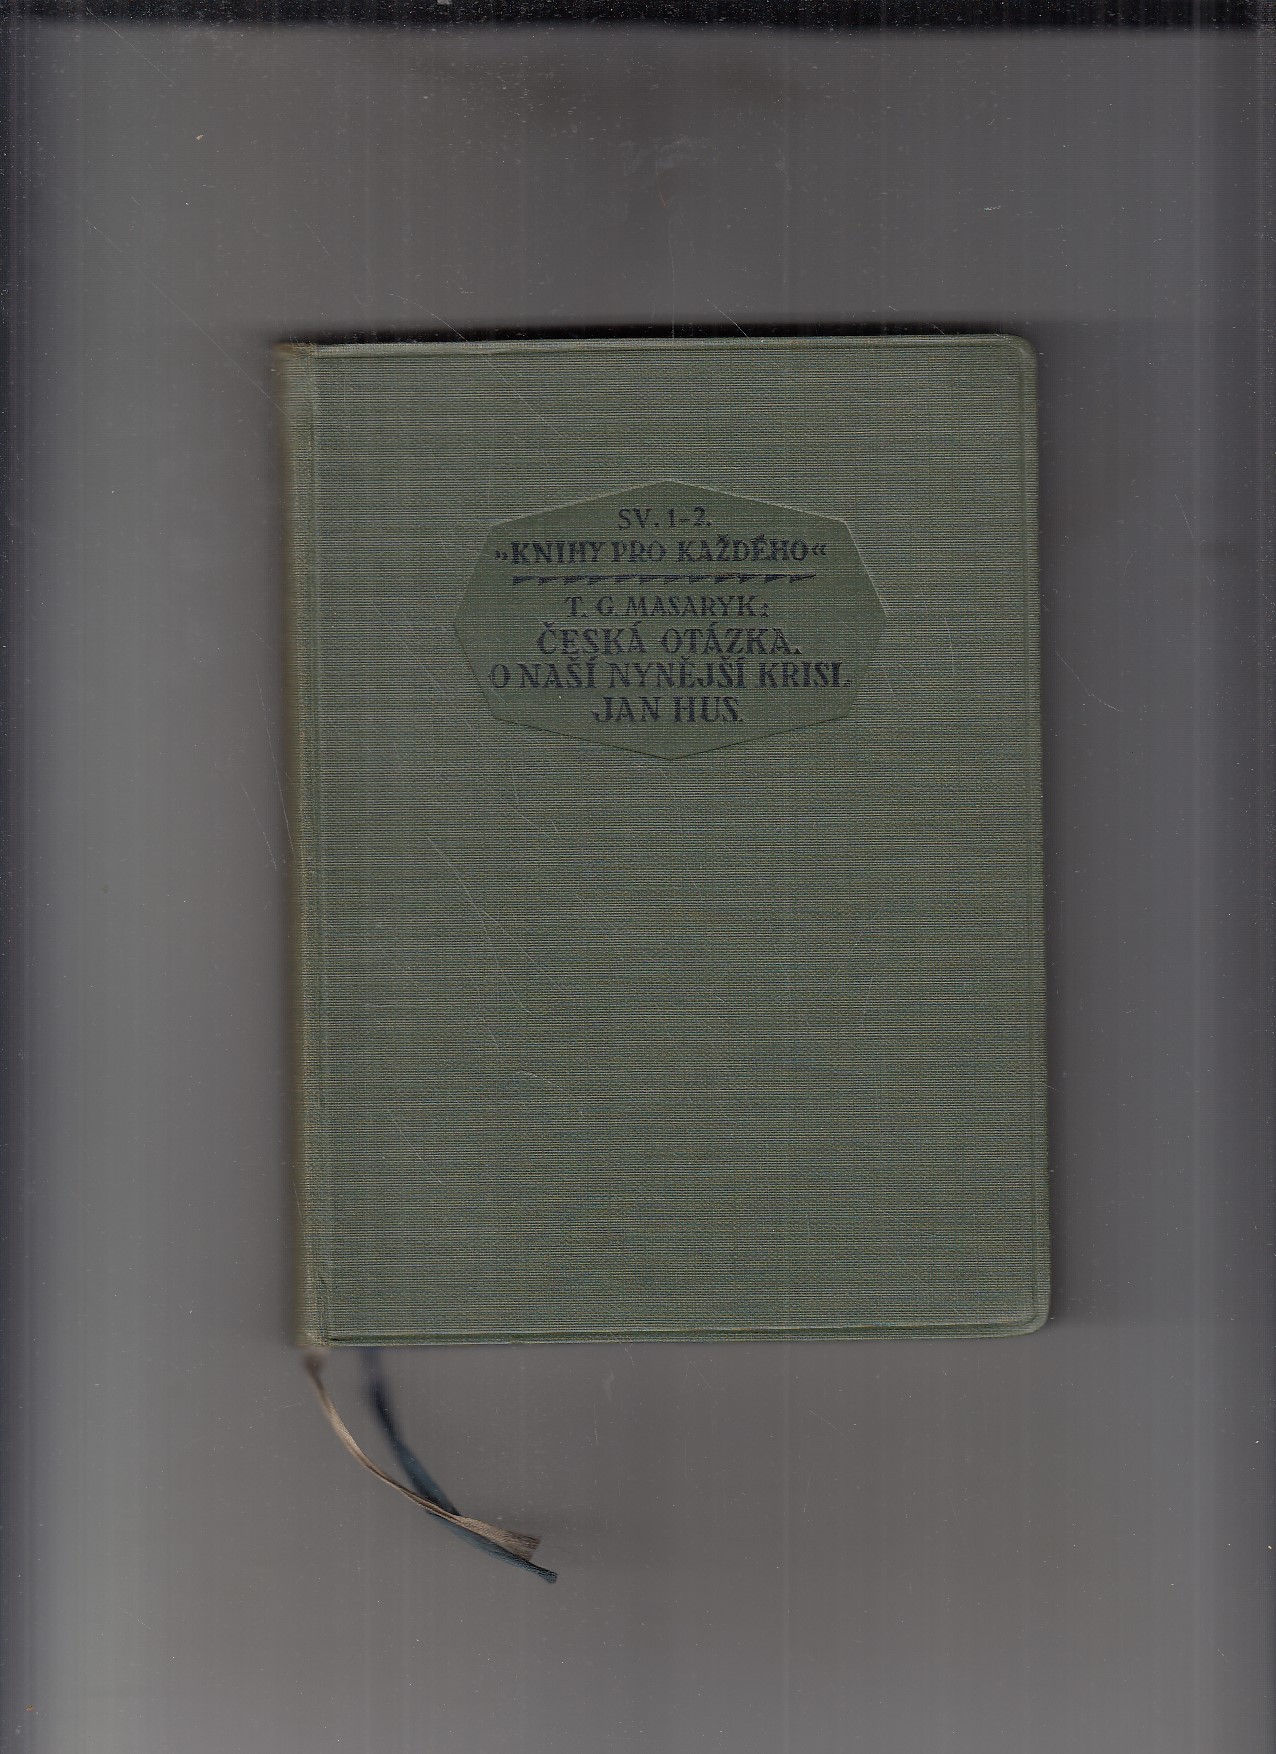 SV. 1-2.
„KNIHY PRO KAŽDÉHO“
T. G. MASARYK:
ČESKÁ OTÁZKA.
O NAŠÍ NYNĚJŠÍ KRISI.
JAN HUS.